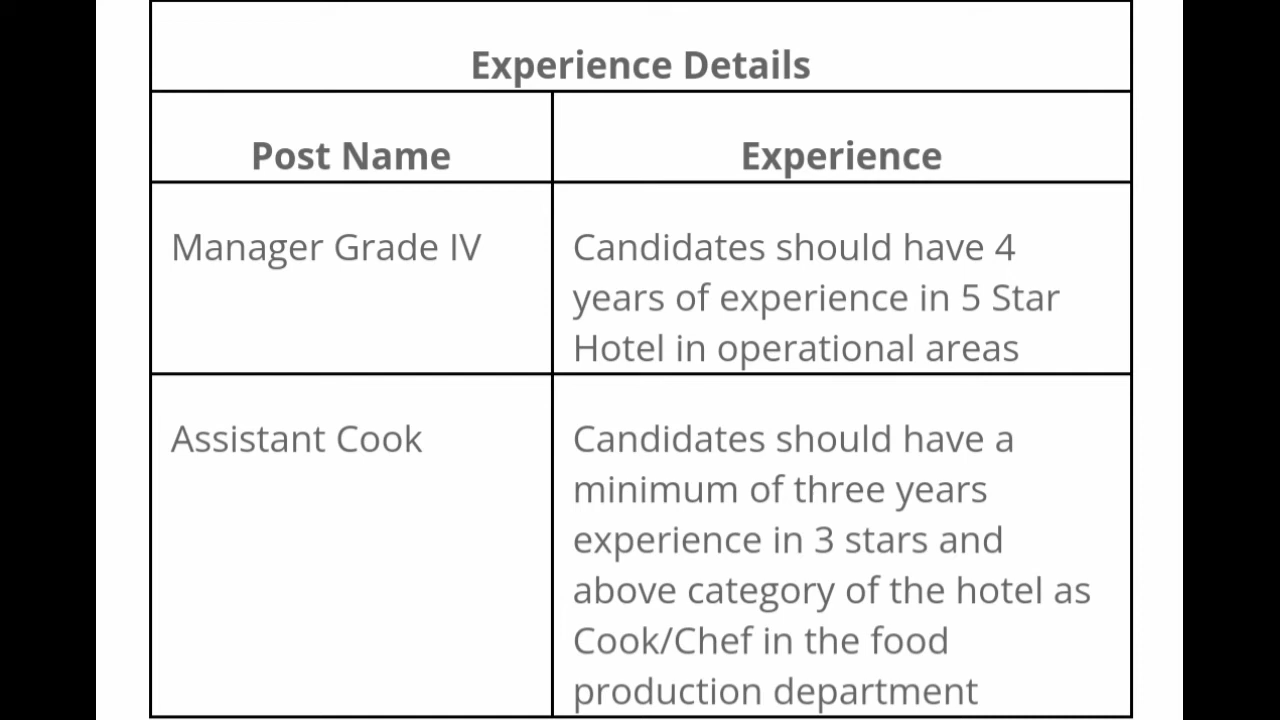 Experience Details
Post Name
Experience
Manager Grade IV
Candidates should have 4
years of experience in 5 Star
Hotel in operational areas
Assistant Cook
Candidates should have a
minimum of three years
experience in 3 stars and
above category of the hotel as
Cook/Chef in the food
production department